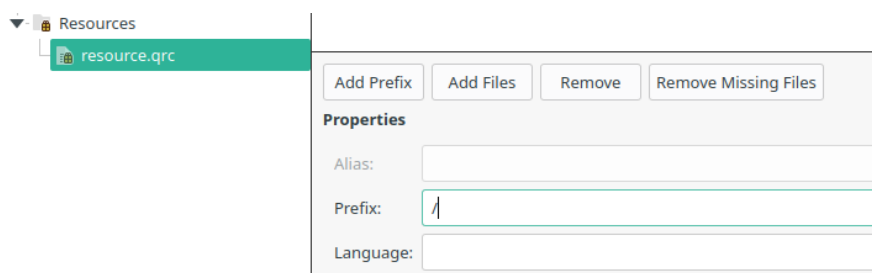 Resources
resource.qrc
Add Prefix Add Files Remove Remove Missing Files
Properties
Alias:
Prefix: /
Language: